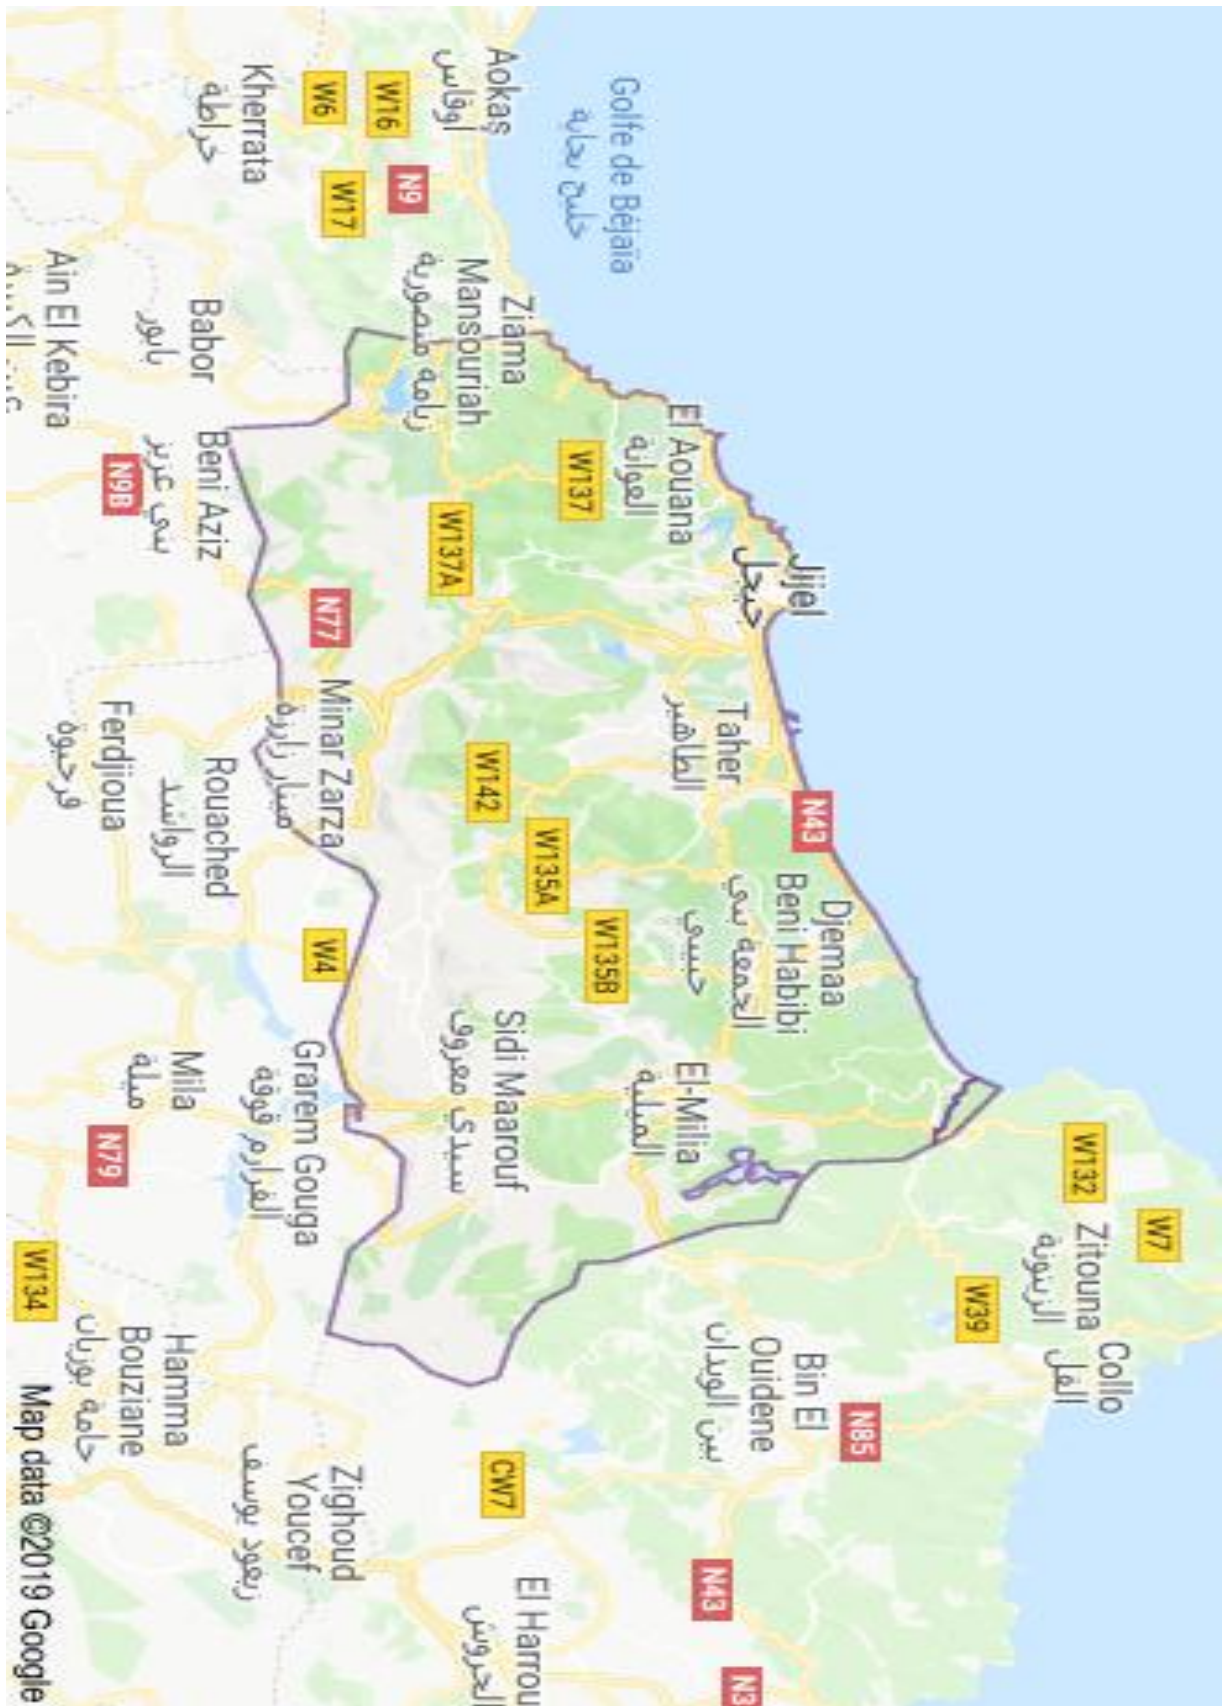 Golfe de Béjaïa
خليج بجاية
Aokas
أوقاس
W16
W6
Kherrata
خراطة
N9
W17
Ziama
Mansouriah
زيامة منصورية
Babor
بابور
Ain El Kebira
El Aouana
العوانة
W137
W137A
Beni Aziz
بني عزيز
N9B
Jijel
جيجل
N77
Taher
الطاهير
Minar Zarza
مينار زارزة
Ferdjioua
فرجيوة
Rouached
الرواشد
W142
N43
W135A
W135B
Djemaa
Beni Habibi
الجمعة بني
حبيبي
W4
Sidi Maarouf
سيدي معروف
El-Milia
الميلية
Grarem Gouga
القرارم قوقة
Mila
ميلة
N79
W132
W7
Zitouna
الزيتونة
W39
Collo
القل
W134
Hamma
Bouziane
حامة بوزيان
Bin El
Ouidene
بين الويدان
N85
CW7
Zighoud
Youcef
زيغود يوسف
N43
El Harrou
الحروش
N3
Map data ©2019 Google